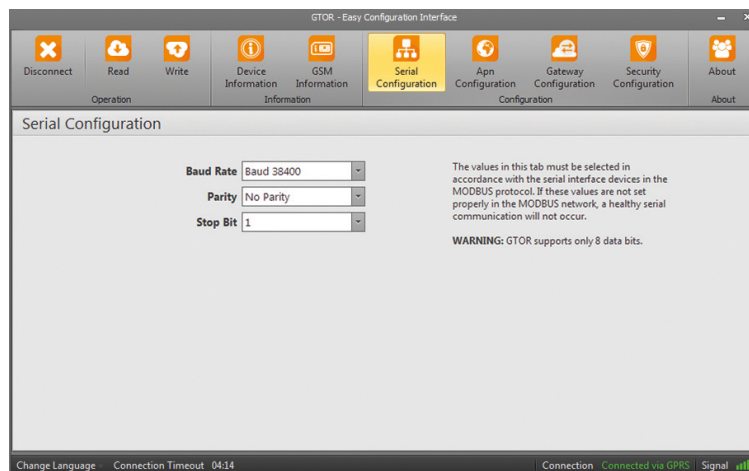 GTOR - Easy Configuration Interface
Disconnect
Read
Write
Device
Information
GSM
Information
Serial
Configuration
Apn
Configuration
Gateway
Configuration
Security
Configuration
About
Operation
Information
Configuration
About
Serial Configuration
Baud Rate Baud 38400
Parity No Parity
Stop Bit 1
The values in this tab must be selected in
accordance with the serial interface devices in the
MODBUS protocol. If these values are not set
properly in the MODBUS network, a healthy serial
communication will not occur.
WARNING: GTOR supports only 8 data bits.
Change Language Connection Timeout 04:14 Connection Connected via GPRS Signal